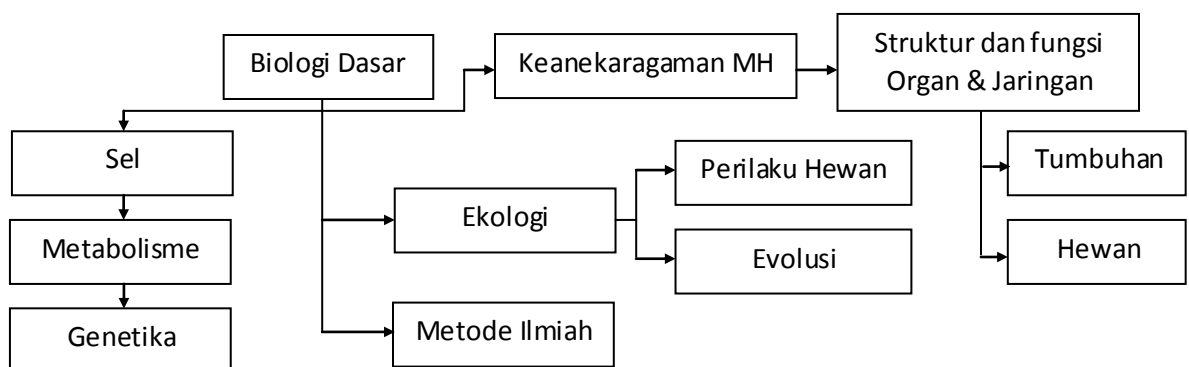 Biologi Dasar
Keanekaragaman MH
Struktur dan fungsi
Organ & Jaringan
Sel
Metabolisme
Genetika
Ekologi
Metode Ilmiah
Perilaku Hewan
Evolusi
Tumbuhan
Hewan